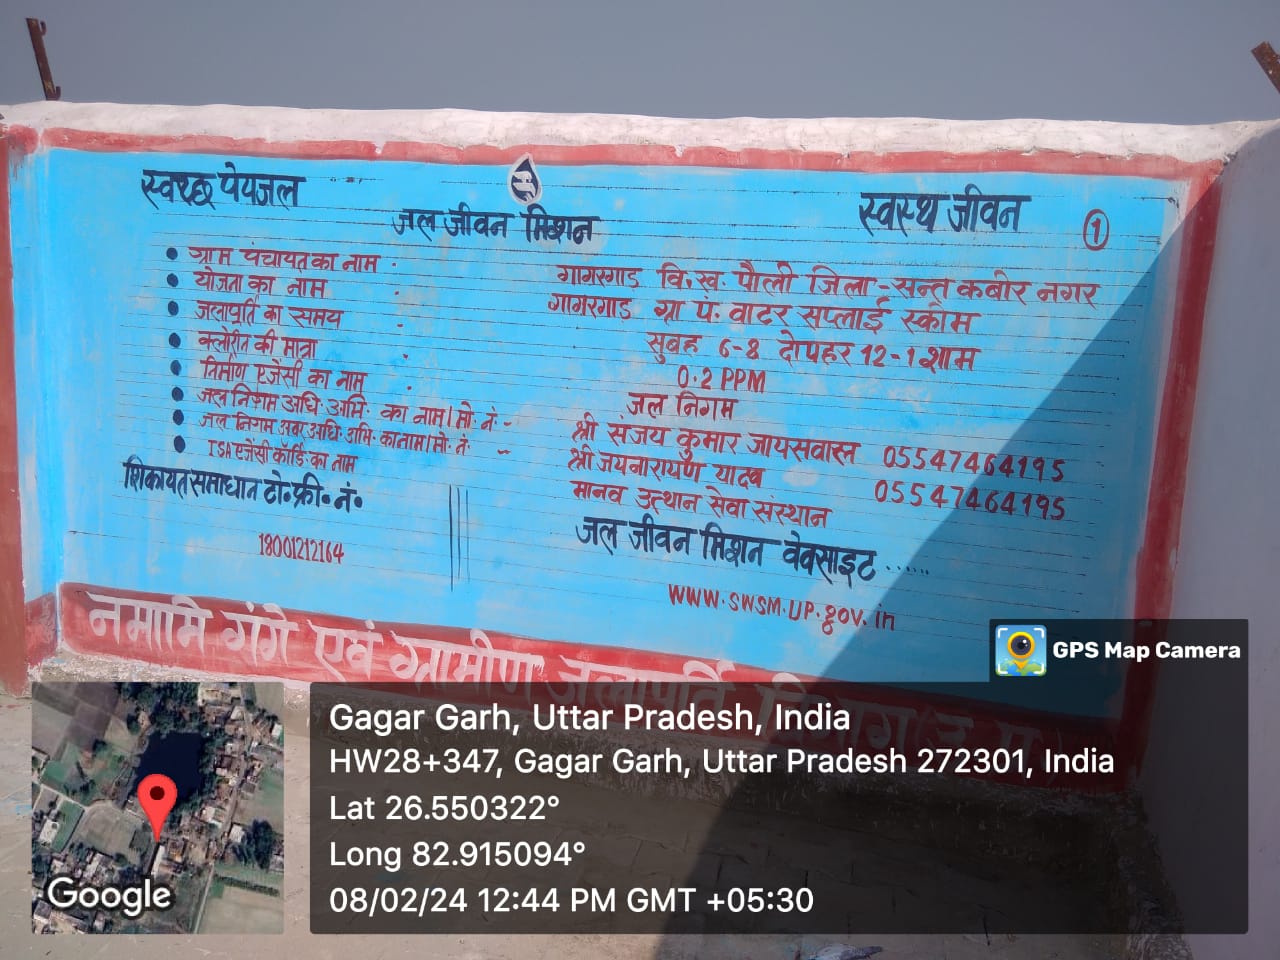 स्वच्छ पेयजल
स्वस्थ जीवन
1
जल जीवन मिशन
ग्राम पंचायत का नाम . गागरगाड वि.ख. पौली जिला-सन्त कबीर नगर
योजना का नाम . गागरगाड ग्रा पं. वाटर सप्लाई स्कीम
जलापूर्ति का समय . सुबह 6-8 दोपहर 12-1 शाम
क्लोरीन की मात्रा . 0.2 PPM
निर्माण एजेंसी का नाम . जल निगम
जल निगम अधि.अभि. का नाम/मो. नं. - श्री संजय कुमार जायसवाल 05547464195
जल निगम अवर अधि.अभि. का नाम/मो. नं - श्री जयनारायण यादव 05547464195
ISA एजेंसी कॉर्डि. का नाम मानव उत्थान सेवा संस्थान
शिकायत समाधान टो.फ्री.नं.
18001212164
जल जीवन मिशन वेबसाइट ......
www.swsm.up.gov.in
नमामि गंगे एवं ग्रामीण जलापूर्ति विभाग उ प्र
GPS Map Camera
Gagar Garh, Uttar Pradesh, India
HW28+347, Gagar Garh, Uttar Pradesh 272301, India
Lat 26.550322°
Long 82.915094°
08/02/24 12:44 PM GMT +05:30
Google